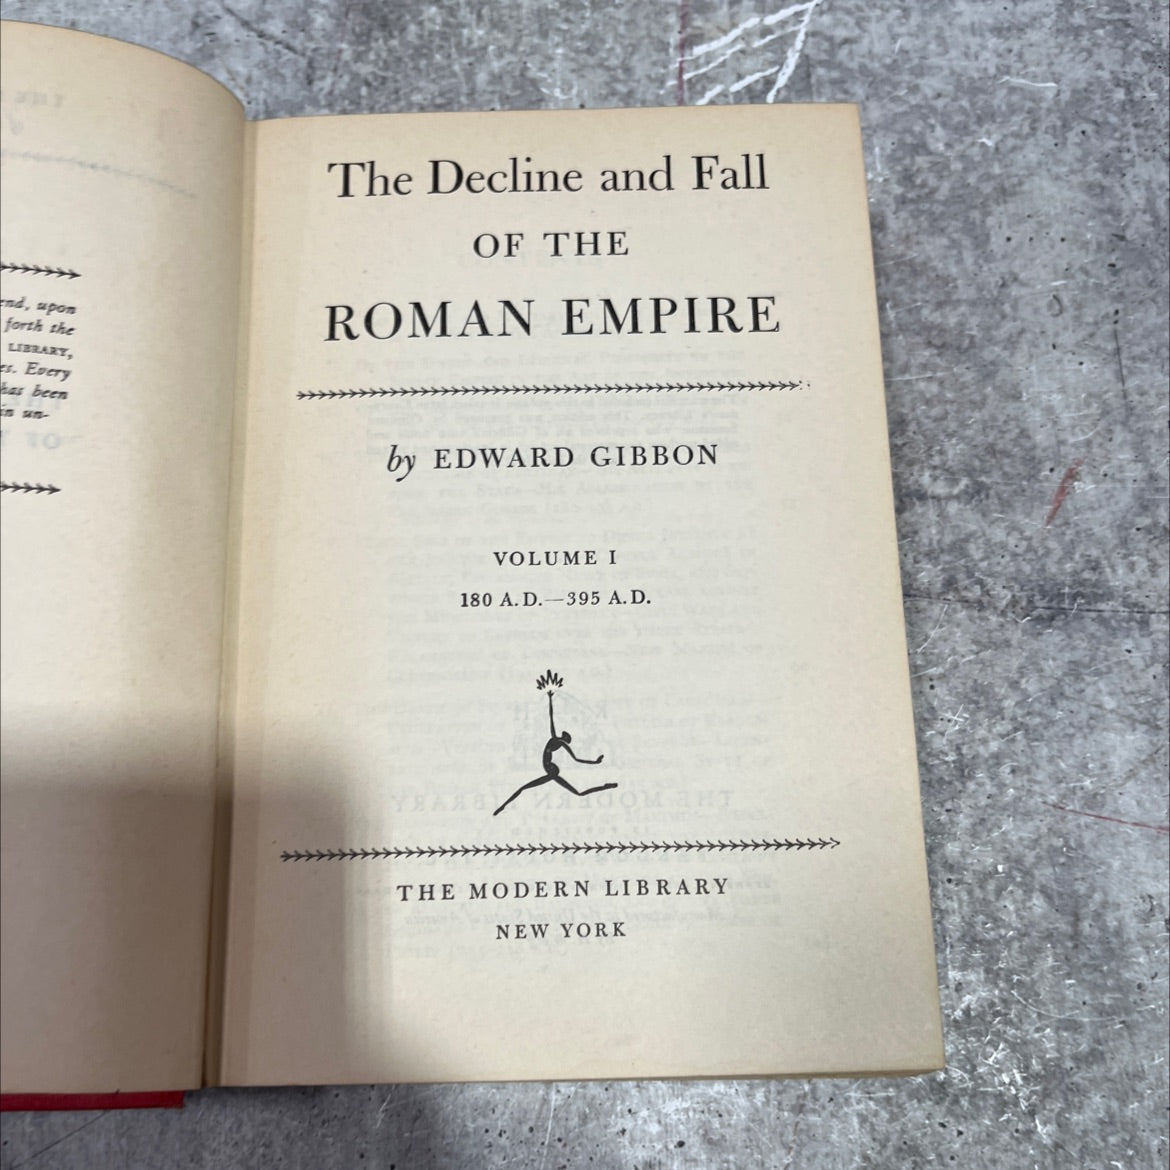 end, upon
forth the
LIBRARY,
es. Every
has been
in un-
The Decline and Fall
OF THE
ROMAN EMPIRE
by EDWARD GIBBON
VOLUME I
180 A.D.—395 A.D.
THE MODERN LIBRARY
NEW YORK